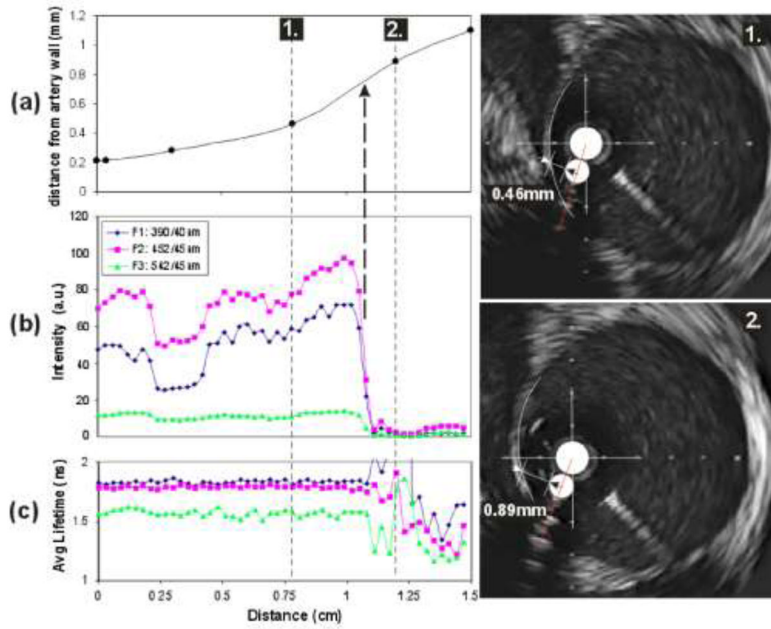 (a)
distance from artery wall (mm)
1.2
1
0.8
0.6
0.4
0.2
0
1.
2.
(b)
Intensity (a.u.)
120
100
80
60
40
20
0
F1: 390/40 nm
F2: 452/45 nm
F3: 542/45 nm
(c)
Avg Lifetime (ns)
2
1.5
1
0 0.25 0.5 0.75 1 1.25 1.5
Distance (cm)
1.
0.46mm
2.
0.89mm